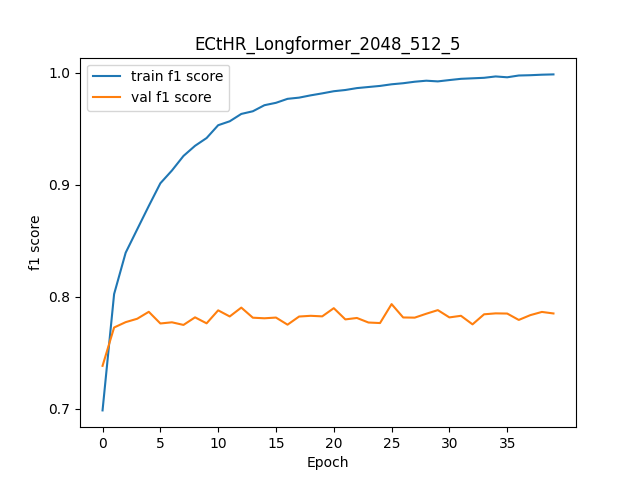 ECtHR_Longformer_2048_512_5
train f1 score
val f1 score
1.0
0.9
0.8
0.7
f1 score
0 5 10 15 20 25 30 35
Epoch